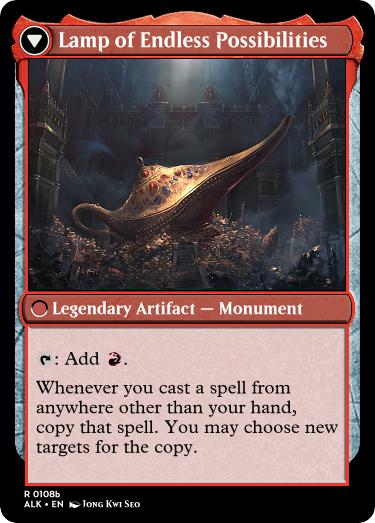 Lamp of Endless Possibilities
Legendary Artifact — Monument
: Add .
Whenever you cast a spell from
anywhere other than your hand,
copy that spell. You may choose new
targets for the copy.
R 0108b
ALK • EN Jong Kwi Seo